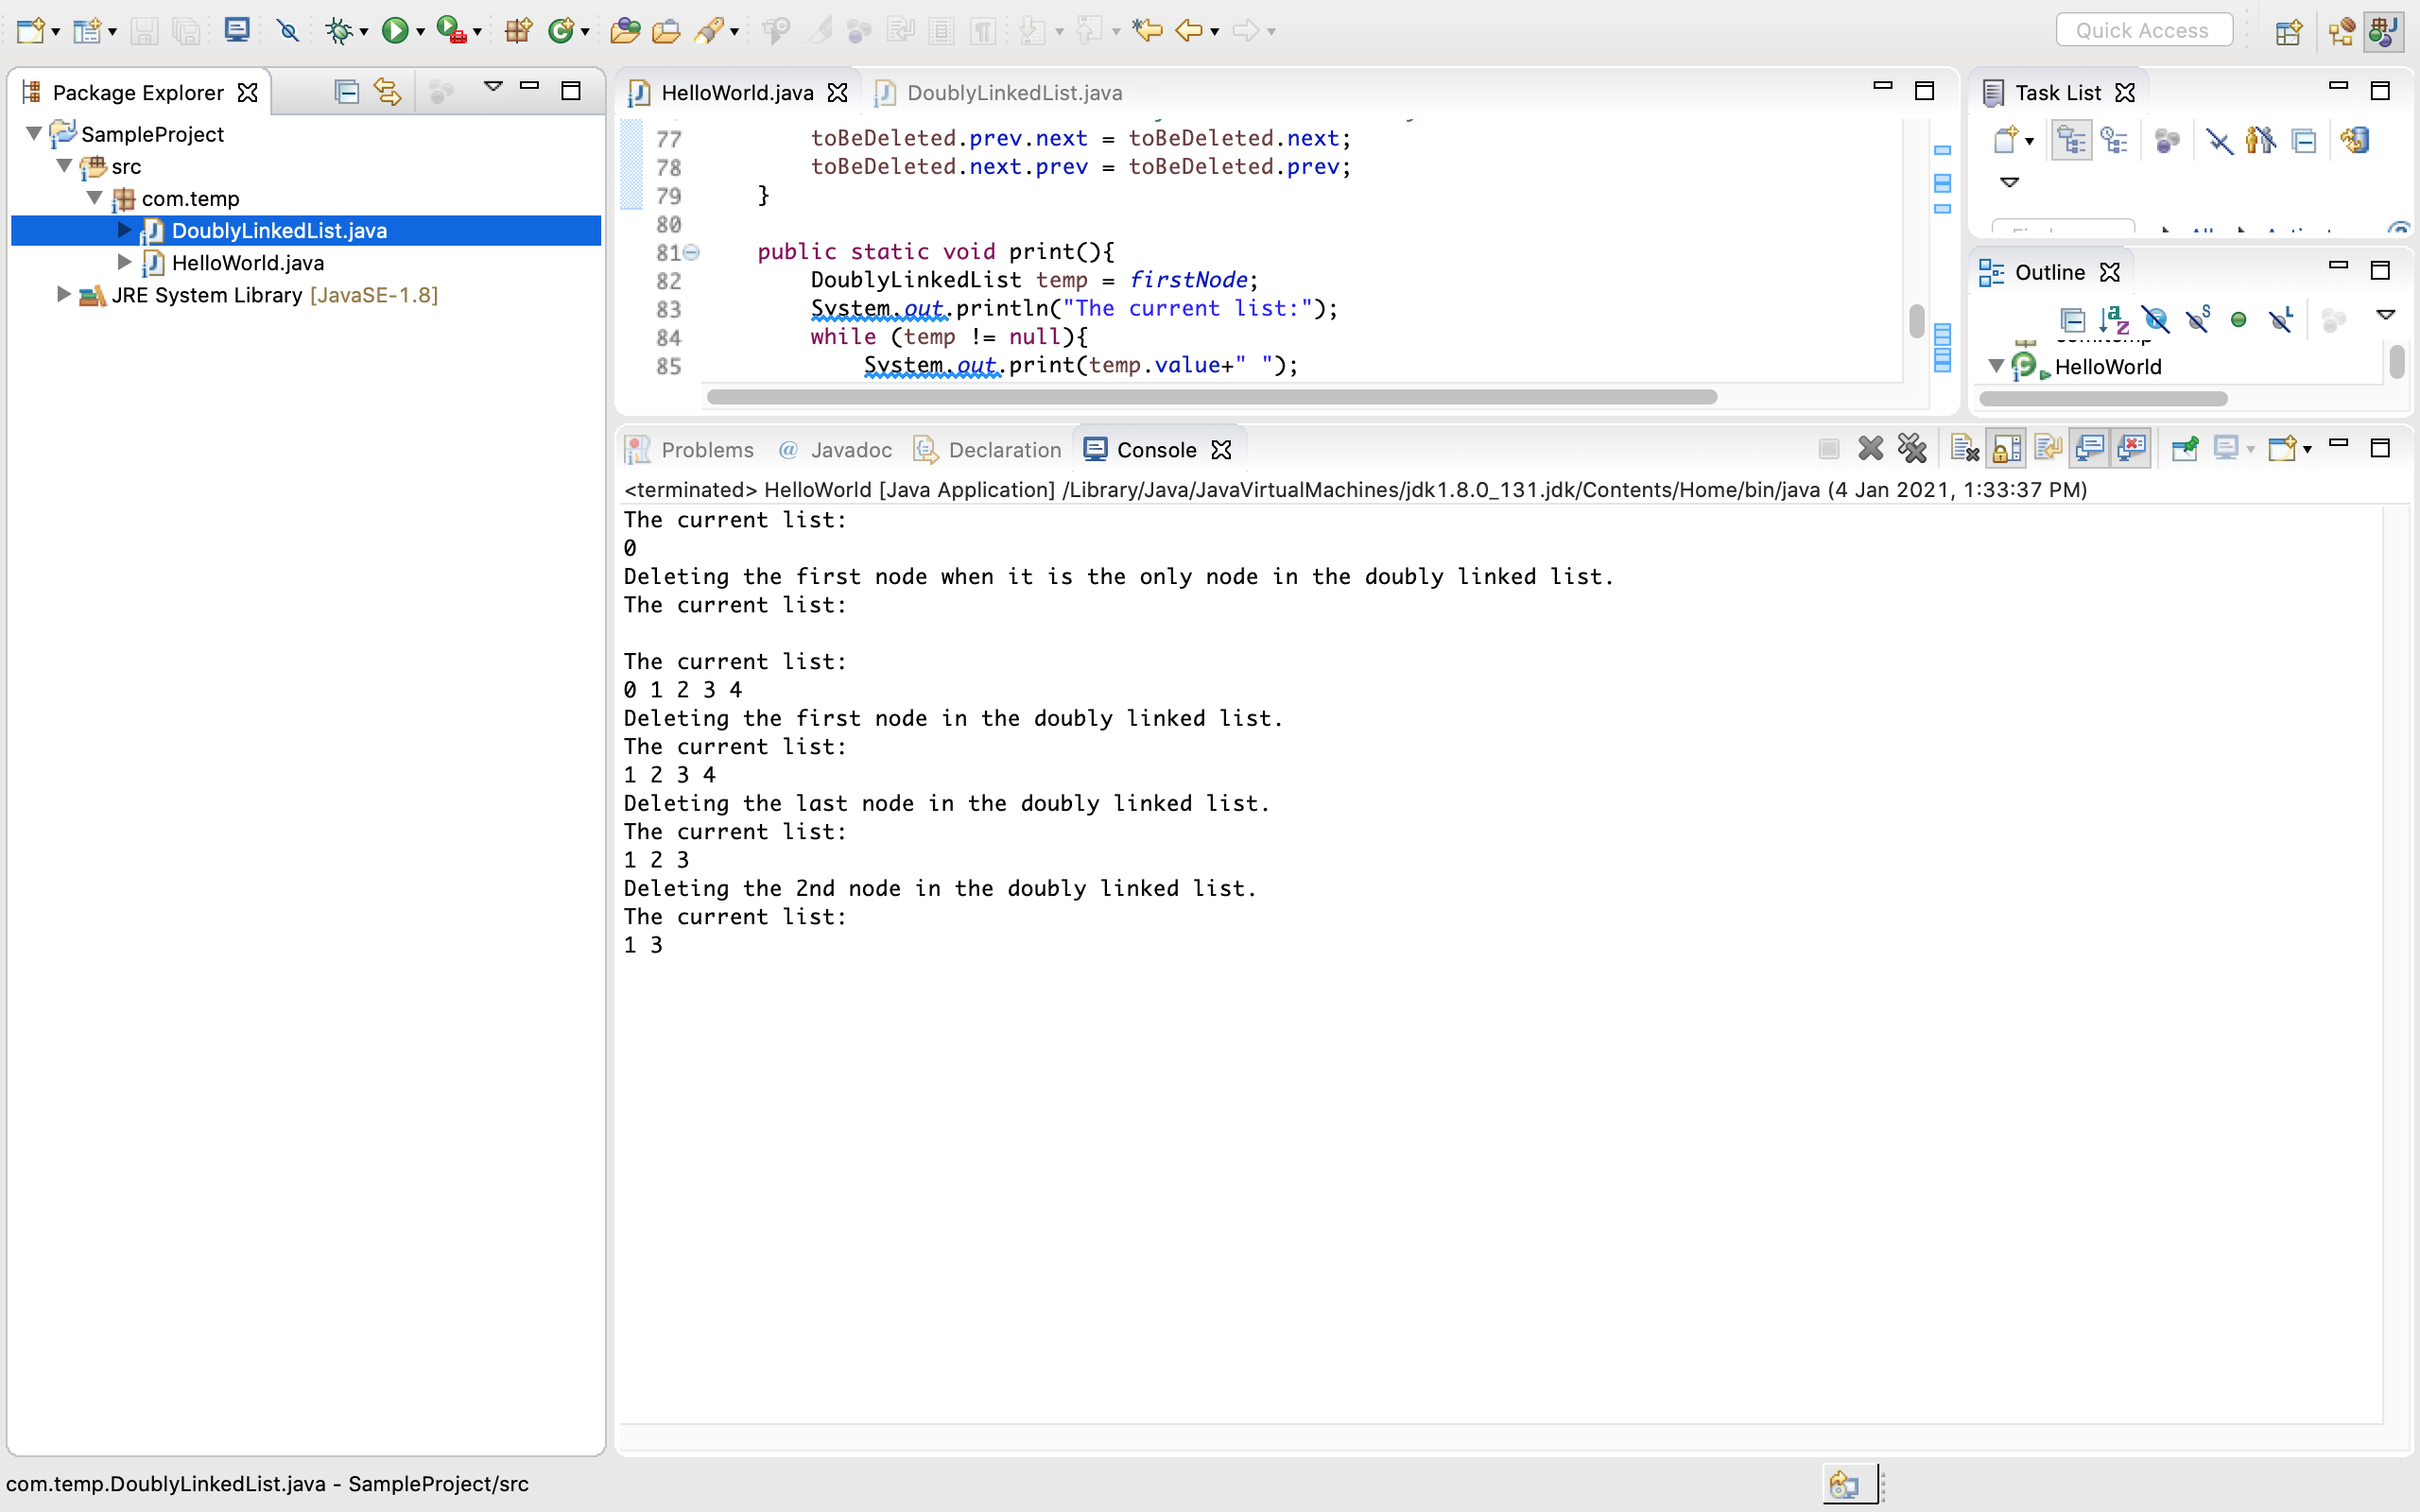 Quick Access
Package Explorer
SampleProject
src
com.temp
DoublyLinkedList.java
HelloWorld.java
JRE System Library [JavaSE-1.8]
HelloWorld.java
DoublyLinkedList.java
77 toBeDeleted.prev.next = toBeDeleted.next;
78 toBeDeleted.next.prev = toBeDeleted.prev;
79 }
80
81 public static void print(){
82 DoublyLinkedList temp = firstNode;
83 System.out.println("The current list:");
84 while (temp != null){
85 System.out.print(temp.value+" ");
Task List
Outline
HelloWorld
Problems
@ Javadoc
Declaration
Console
<terminated> HelloWorld [Java Application] /Library/Java/JavaVirtualMachines/jdk1.8.0_131.jdk/Contents/Home/bin/java (4 Jan 2021, 1:33:37 PM)
The current list:
0
Deleting the first node when it is the only node in the doubly linked list.
The current list:
The current list:
0 1 2 3 4
Deleting the first node in the doubly linked list.
The current list:
1 2 3 4
Deleting the last node in the doubly linked list.
The current list:
1 2 3
Deleting the 2nd node in the doubly linked list.
The current list:
1 3
com.temp.DoublyLinkedList.java - SampleProject/src